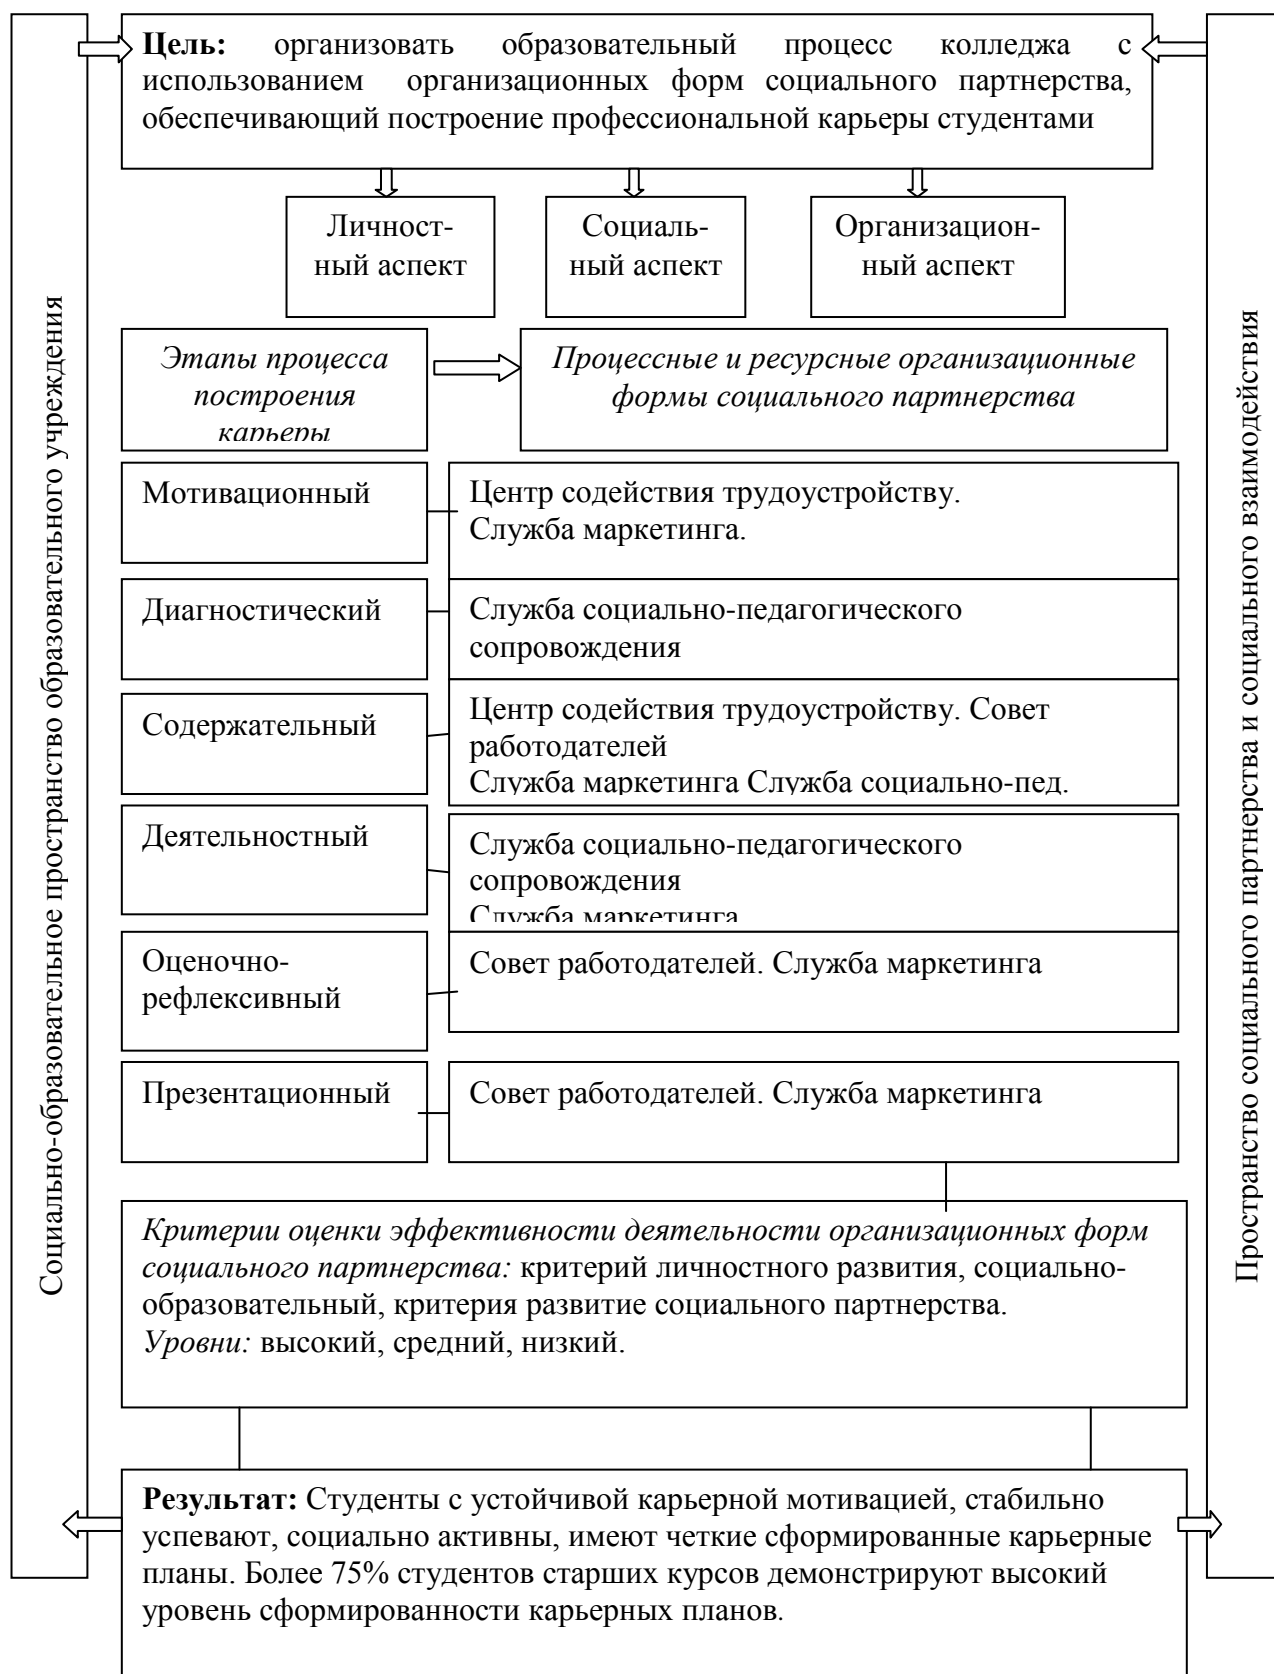 Социально-образовательное пространство образовательного учреждения
Цель: организовать образовательный процесс колледжа с
использованием организационных форм социального партнерства,
обеспечивающий построение профессиональной карьеры студентами
Личност-
ный аспект
Социаль-
ный аспект
Организацион-
ный аспект
Этапы процесса
построения
карьеры
Процессные и ресурсные организационные
формы социального партнерства
Мотивационный
Центр содействия трудоустройству.
Служба маркетинга.
Диагностический
Служба социально-педагогического
сопровождения
Содержательный
Центр содействия трудоустройству. Совет
работодателей
Служба маркетинга Служба социально-пед.
Деятельностный
Служба социально-педагогического
сопровождения
Служба маркетинга
Оценочно-
рефлексивный
Совет работодателей. Служба маркетинга
Презентационный
Совет работодателей. Служба маркетинга
Критерии оценки эффективности деятельности организационных форм
социального партнерства: критерий личностного развития, социально-
образовательный, критерия развитие социального партнерства.
Уровни: высокий, средний, низкий.
Результат: Студенты с устойчивой карьерной мотивацией, стабильно
успевают, социально активны, имеют четкие сформированные карьерные
планы. Более 75% студентов старших курсов демонстрируют высокий
уровень сформированности карьерных планов.
Пространство социального партнерства и социального взаимодействия